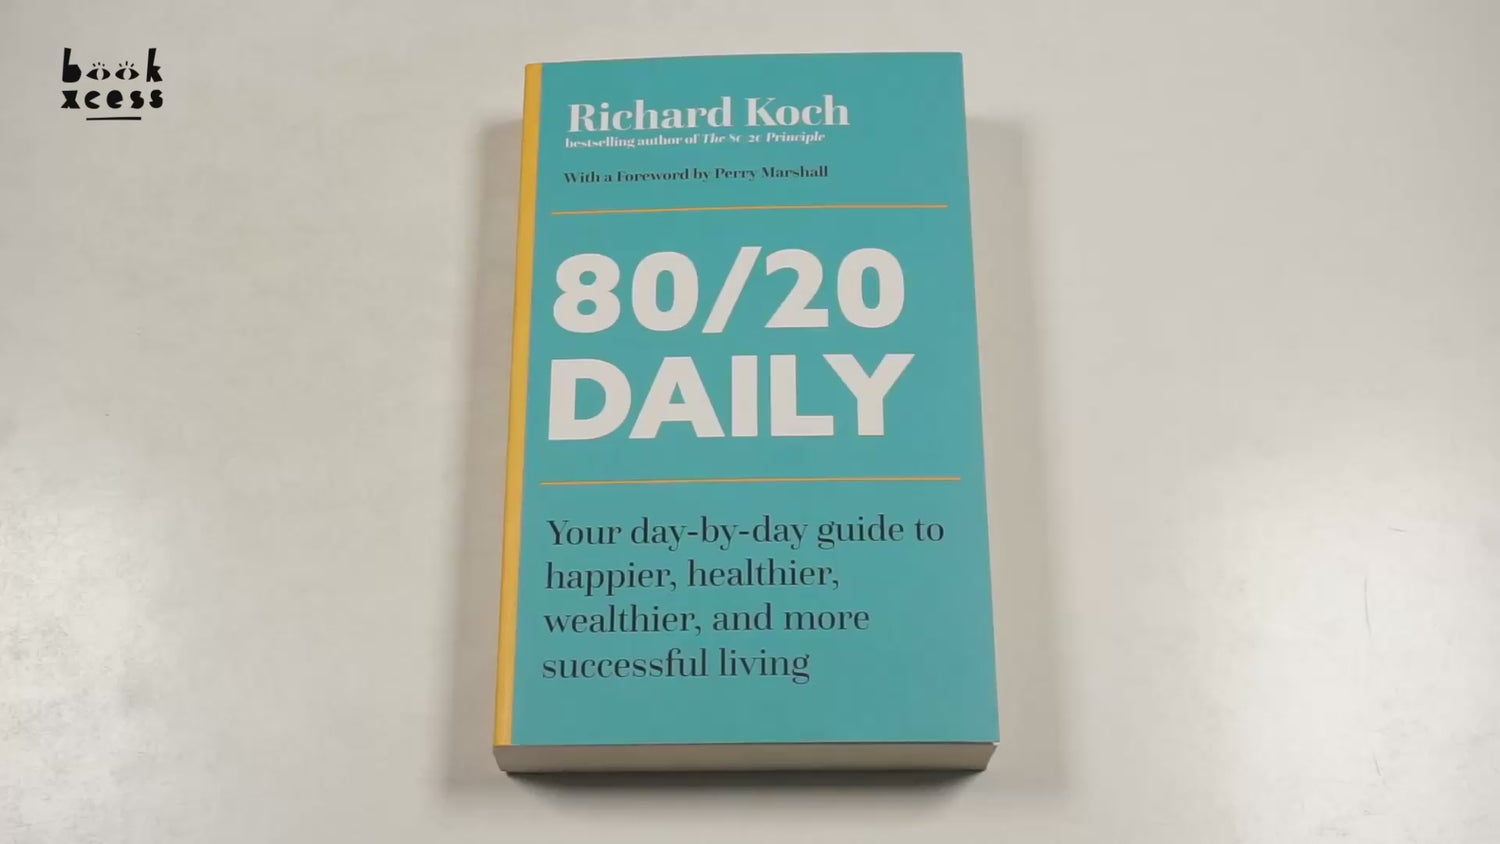 book
xcess
Richard Koch
bestselling author of The 80/20 Principle
With a Foreword by Perry Marshall
80/20
DAILY
Your day-by-day guide to
happier, healthier,
wealthier, and more
successful living